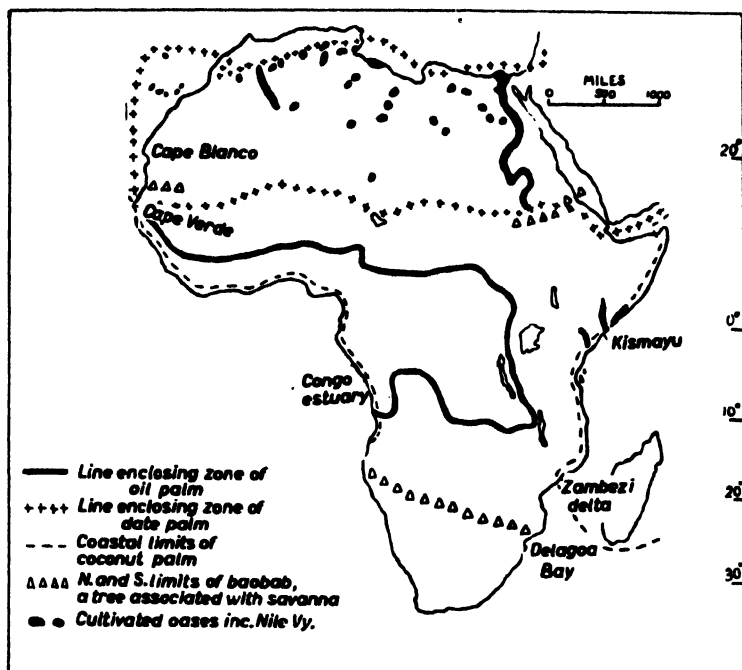 MILES
0 500 1000
20°
Cape Blanco
Cape Verde
0°
Kismayu
Congo
estuary
10°
Line enclosing zone of
oil palm
Line enclosing zone of
date palm
Coastal limits of
coconut palm
N. and S. limits of baobab,
a tree associated with savanna
Cultivated oases inc. Nile Vy.
Zambezi
delta
20°
Delagoa
Bay
30°